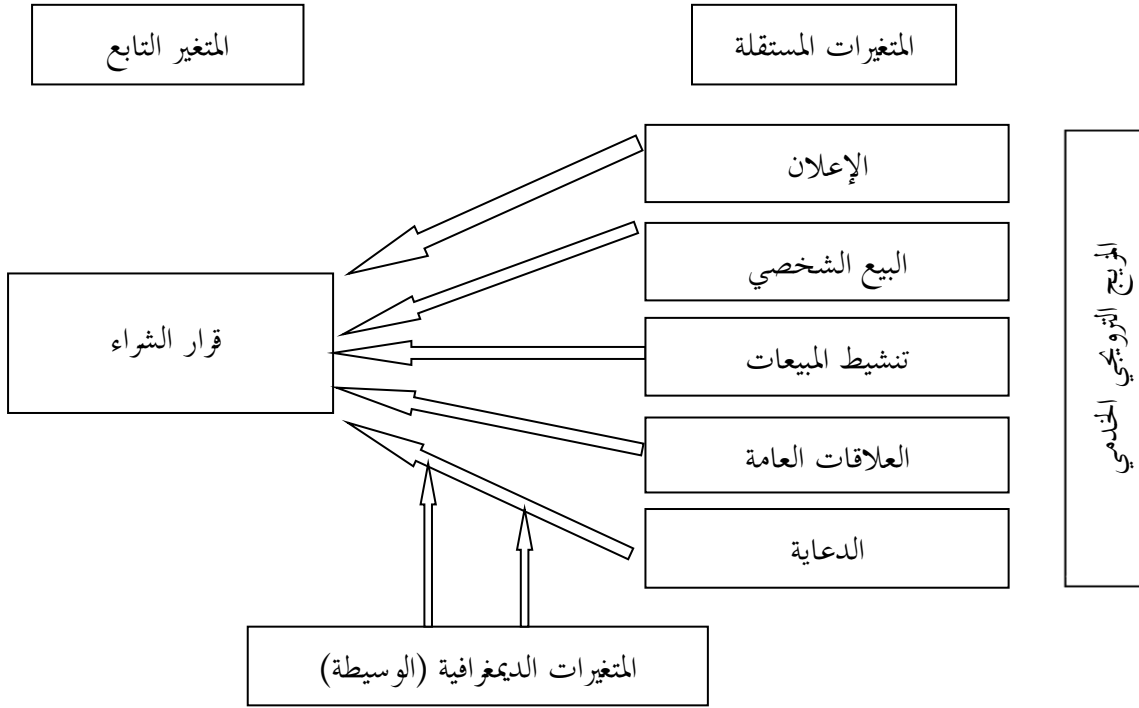 المتغيرات المستقلة
المتغير التابع
الإعلان
البيع الشخصي
تنشيط المبيعات
العلاقات العامة
الدعاية
المزيج الترويجي الخدمي
قرار الشراء
المتغيرات الديمغرافية (الوسيطة)